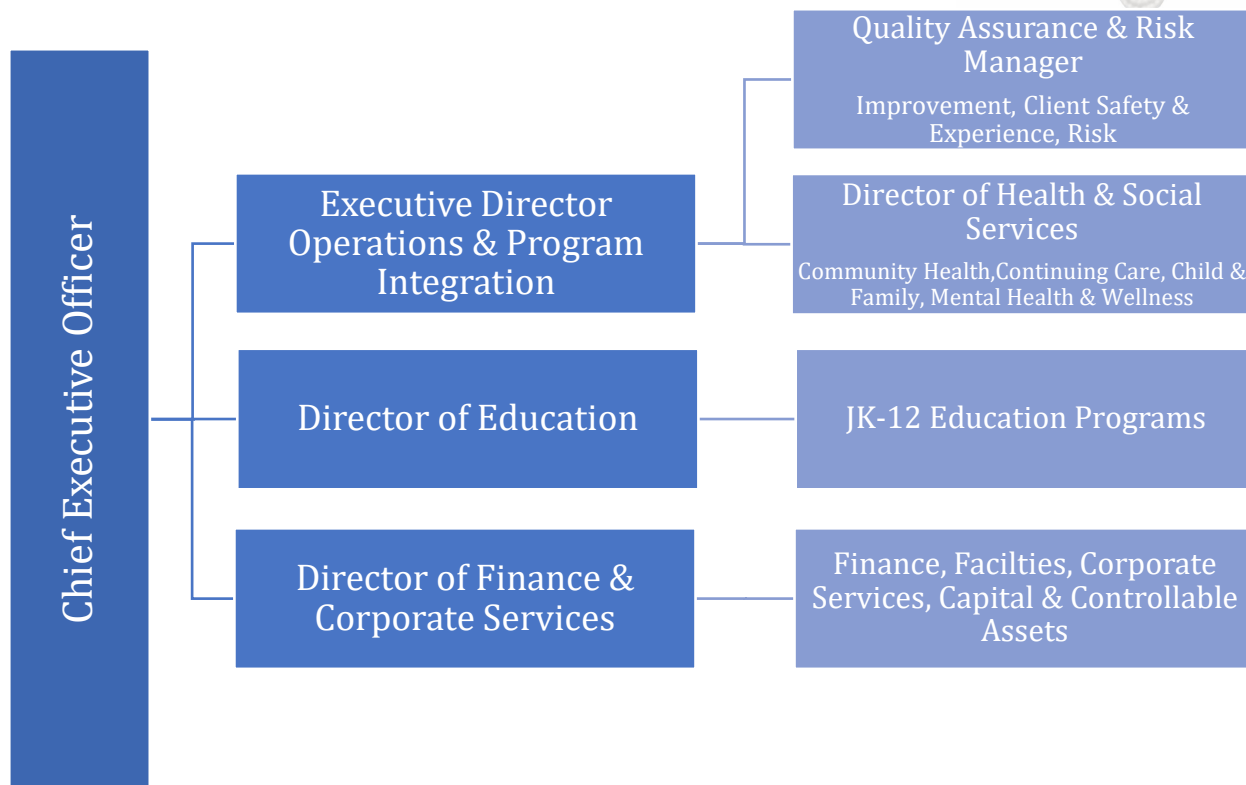 Chief Executive Officer
Executive Director
Operations & Program
Integration
Quality Assurance & Risk
Manager
Improvement, Client Safety &
Experience, Risk
Director of Health & Social
Services
Community Health,Continuing Care, Child &
Family, Mental Health & Wellness
Director of Education
JK-12 Education Programs
Director of Finance &
Corporate Services
Finance, Facilties, Corporate
Services, Capital & Controllable
Assets